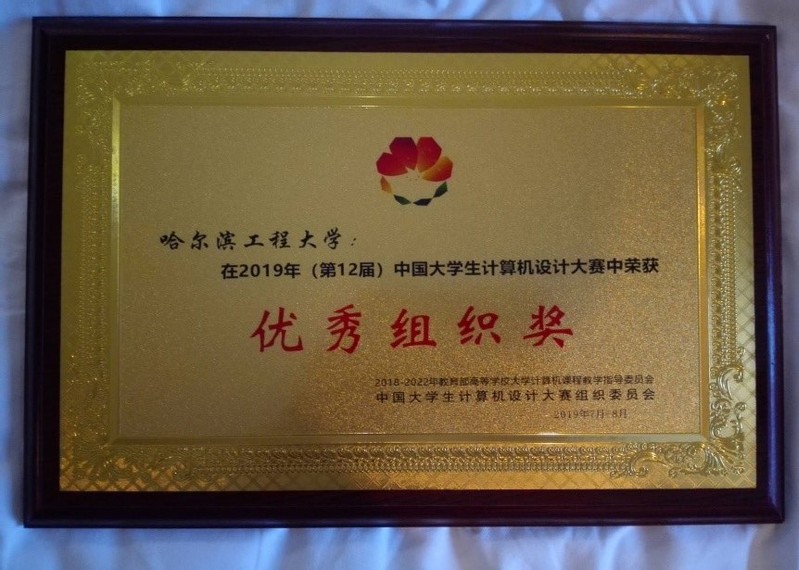 哈尔滨工程大学：
在2019年（第12届）中国大学生计算机设计大赛中荣获
优秀组织奖
2018-2022年教育部高等学校大学计算机课程教学指导委员会
中国大学生计算机设计大赛组织委员会
2019年7月-8月